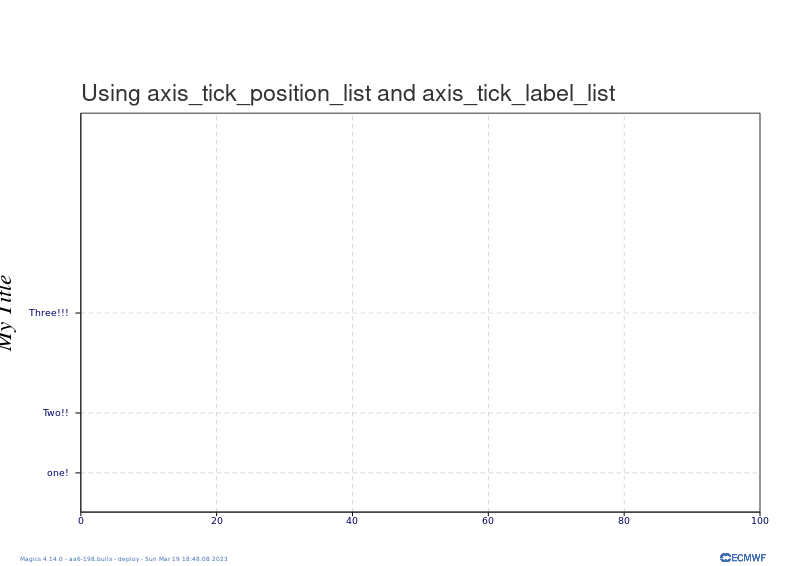 Using axis_tick_position_list and axis_tick_label_list
My Title
Three!!!
Two!!
one!
0 20 40 60 80 100
Magics 4.14.0 - aa6-198.bullx - deploy - Sun Mar 19 18:48:08 2023
ECMWF